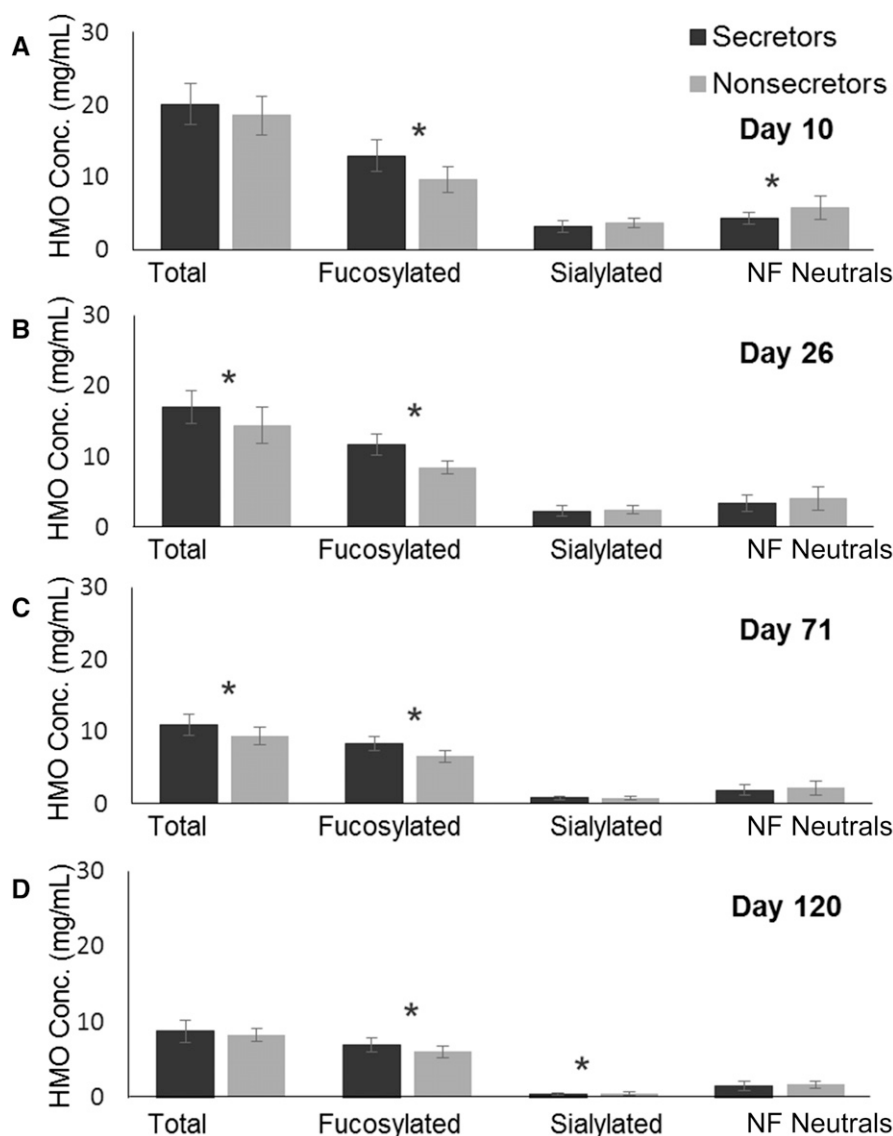 A
HMO Conc. (mg/mL)
30
20
10
0
Secretors
Nonsecretors
Day 10
*
*
Total Fucosylated Sialylated NF Neutrals
B
HMO Conc. (mg/mL)
30
20
10
0
Day 26
*
*
Total Fucosylated Sialylated NF Neutrals
C
HMO Conc. (mg/mL)
30
20
10
0
Day 71
*
*
Total Fucosylated Sialylated NF Neutrals
D
HMO Conc. (mg/mL)
30
20
10
0
Day 120
*
*
Total Fucosylated Sialylated NF Neutrals